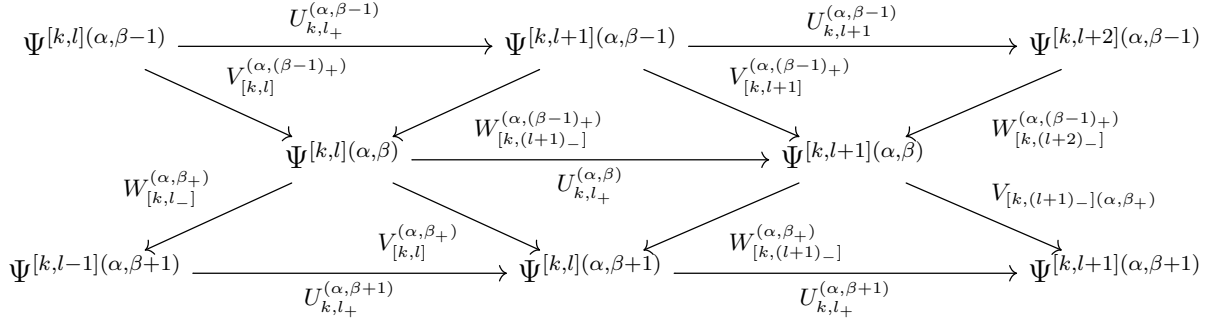 U_{k,l_+}^{(α,β−1)} U_{k,l+1}^{(α,β−1)}
Ψ^{[k,l](α,β−1)} Ψ^{[k,l+1](α,β−1)} Ψ^{[k,l+2](α,β−1)}
V_{[k,l]}^{(α,(β−1)_+)} V_{[k,l+1]}^{(α,(β−1)_+)}
W_{[k,(l+1)_−]}^{(α,(β−1)_+)} W_{[k,(l+2)_−]}^{(α,(β−1)_+)}
Ψ^{[k,l](α,β)} Ψ^{[k,l+1](α,β)}
W_{[k,l_−]}^{(α,β_+)} U_{k,l_+}^{(α,β)} V_{[k,(l+1)_−](α,β_+)}
V_{[k,l]}^{(α,β_+)} W_{[k,(l+1)_−]}^{(α,β_+)}
Ψ^{[k,l−1](α,β+1)} Ψ^{[k,l](α,β+1)} Ψ^{[k,l+1](α,β+1)}
U_{k,l_+}^{(α,β+1)} U_{k,l_+}^{(α,β+1)}